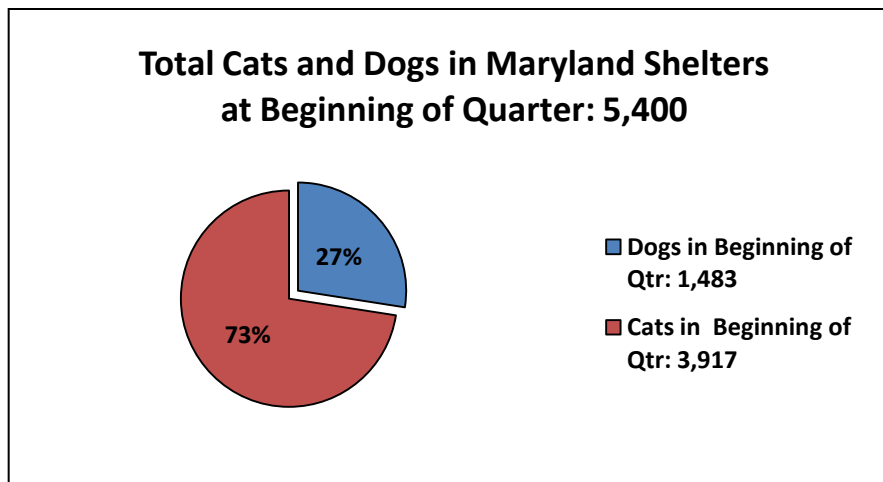 Total Cats and Dogs in Maryland Shelters
at Beginning of Quarter: 5,400
27%
73%
Dogs in Beginning of
Qtr: 1,483
Cats in Beginning of
Qtr: 3,917